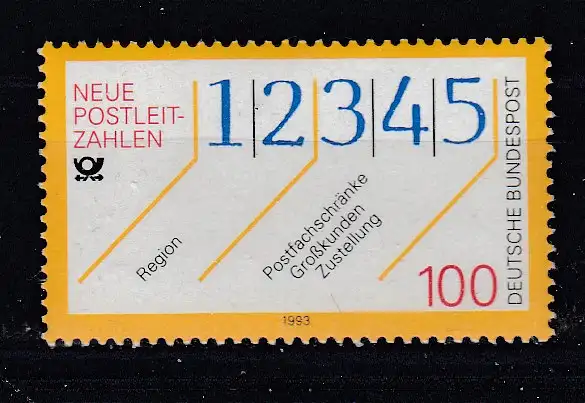 NEUE
POSTLEIT-
ZAHLEN
12345
Region
Postfachschränke
Großkunden
Zustellung
100
DEUTSCHE BUNDESPOST
1993